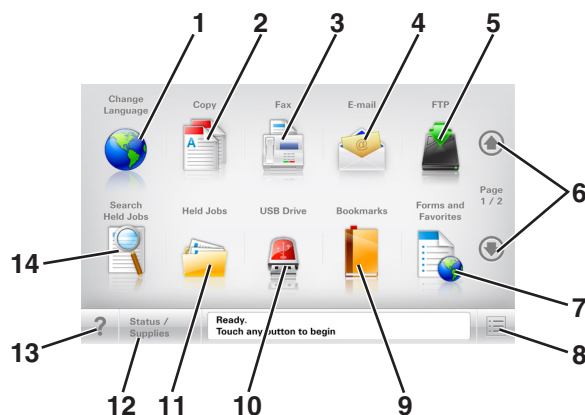 1 2 3 4 5
Change Language
Copy
Fax
E-mail
FTP
A
@
6
Page
1 / 2
Search Held Jobs
Held Jobs
USB Drive
Bookmarks
Forms and Favorites
14
7
?
Status / Supplies
Ready.
Touch any button to begin
13
12
11
10
9
8